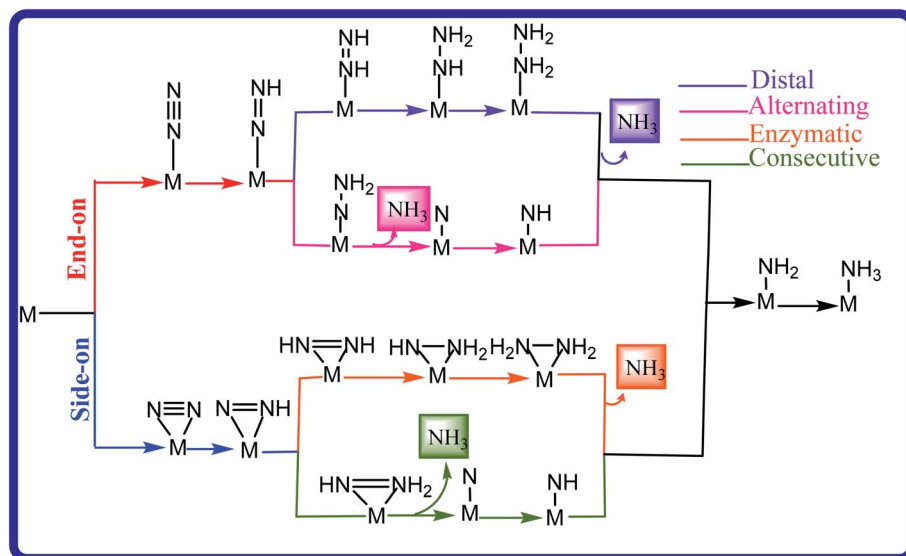 NH
NH
M
NH₂
NH
M
NH₂
NH₂
M
Distal
Alternating
Enzymatic
Consecutive
NH₃
N
N
M
NH
N
M
NH₂
N
M
NH₃
N
M
NH
M
End-on
M
Side-on
NH₂
M
NH₃
M
HN NH
M
HN NH₂
M
H₂N NH₂
M
NH₃
N N
M
N NH
M
NH₃
HN NH₂
M
N
M
NH
M